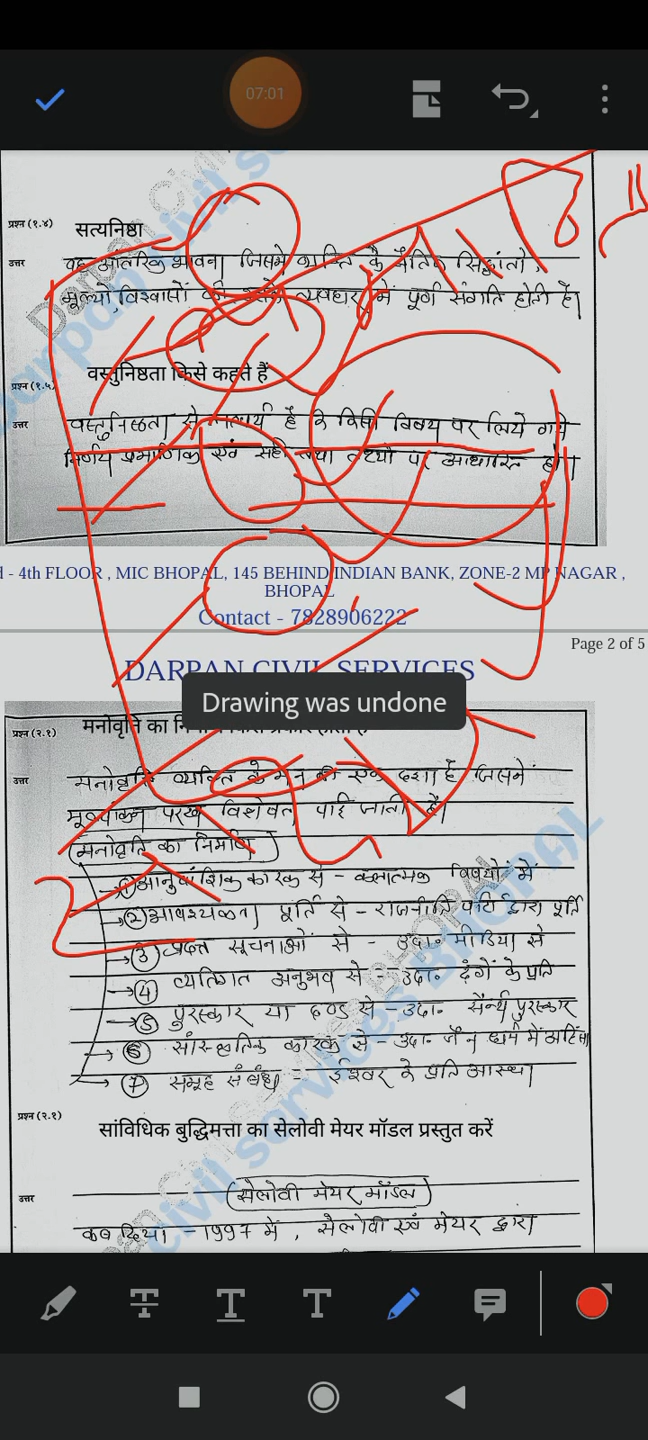 07:01
प्रश्न (१.४) सत्यनिष्ठा
उत्तर वह आंतरिक भावना जिसमें व्यक्ति के नैतिक सिद्धांतो,
मूल्यो, विश्वासों की उसके व्यवहार में पूर्ण संगति होती है।
प्रश्न (१.५) वस्तुनिष्ठता किसे कहते हैं
उत्तर वस्तुनिष्ठता से तात्पर्य है कि किसी विषय पर लिये गये
निर्णय प्रमाणिक एवं सही तथा तथ्यों पर आधारित हो।
- 4th FLOOR , MIC BHOPAL, 145 BEHIND INDIAN BANK, ZONE-2 MP NAGAR ,
BHOPAL
Contact - 7828906222
Page 2 of 5
DARPAN CIVIL SERVICES
Drawing was undone
प्रश्न (२.१) मनोवृत्ति का
उत्तर मनोवृत्ति व्यक्ति के मन की एक दशा है जिसमें
मूल्यांकन परख विशेषता पाई जाती है।
मनोवृत्ति का निर्माण
① आनुवांशिक कारक से - कलात्मक विषयों में
② आवश्यकता पूर्ति से - राजनीति पार्टी द्वारा पूर्ति
③ प्रदत्त सूचनाओं से - उदा॰ मीडिया से
④ व्यक्तिगत अनुभव से - उदा॰ दंगों के प्रति
⑤ पुरस्कार या दण्ड से - उदा॰ सैन्य पुरस्कार
⑥ सांस्कृतिक कारक से - उदा॰ जैन धर्म में अहिंसा
⑦ समूह संबंध - ईश्वर के प्रति आस्था
प्रश्न (२.१) सांविधिक बुद्धिमत्ता का सेलोवी मेयर मॉडल प्रस्तुत करें
उत्तर सेलोवी मेयर मॉडल
कब दिया - 1997 में, सेलोवी एवं मेयर द्वारा